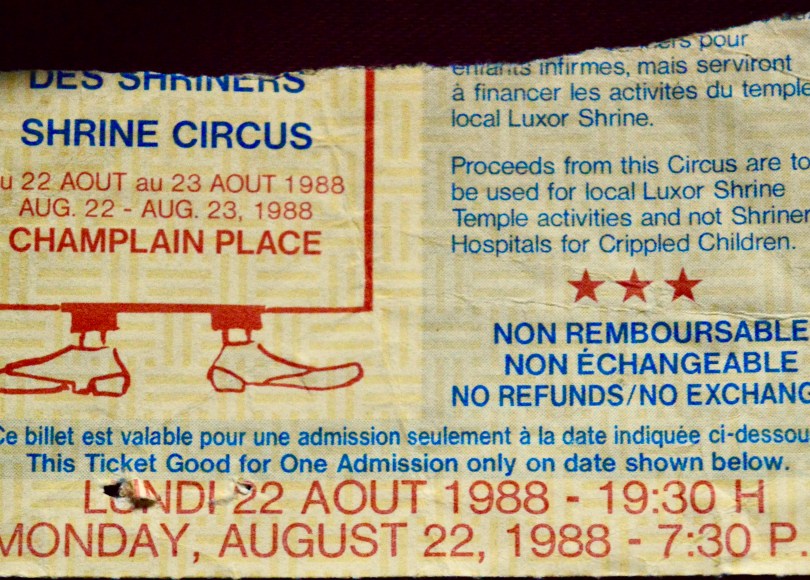 DES SHRINERS
SHRINE CIRCUS
u 22 AOUT au 23 AOUT 1988
AUG. 22 - AUG. 23, 1988
CHAMPLAIN PLACE
pour
enfants infirmes, mais serviront
à financer les activités du temple
local Luxor Shrine.
Proceeds from this Circus are to
be used for local Luxor Shrine
Temple activities and not Shriner
Hospitals for Crippled Children.
NON REMBOURSABLE
NON ÉCHANGEABLE
NO REFUNDS/NO EXCHANG
Ce billet est valable pour une admission seulement à la date indiquée ci-dessou
This Ticket Good for One Admission only on date shown below.
LUNDI 22 AOUT 1988 - 19:30 H
MONDAY, AUGUST 22, 1988 - 7:30 P.